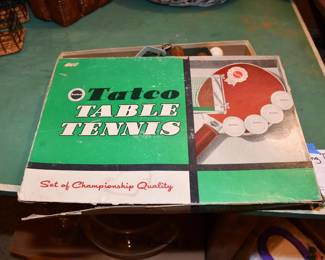 Tatco
TABLE
TENNIS
Set of Championship Quality